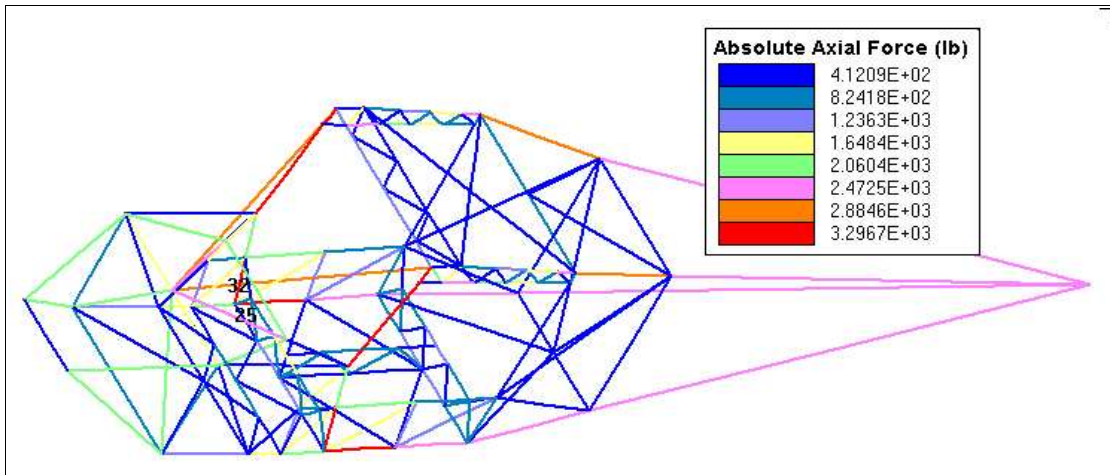 Absolute Axial Force (lb)
4.1209E+02
8.2418E+02
1.2363E+03
1.6484E+03
2.0604E+03
2.4725E+03
2.8846E+03
3.2967E+03
32
25